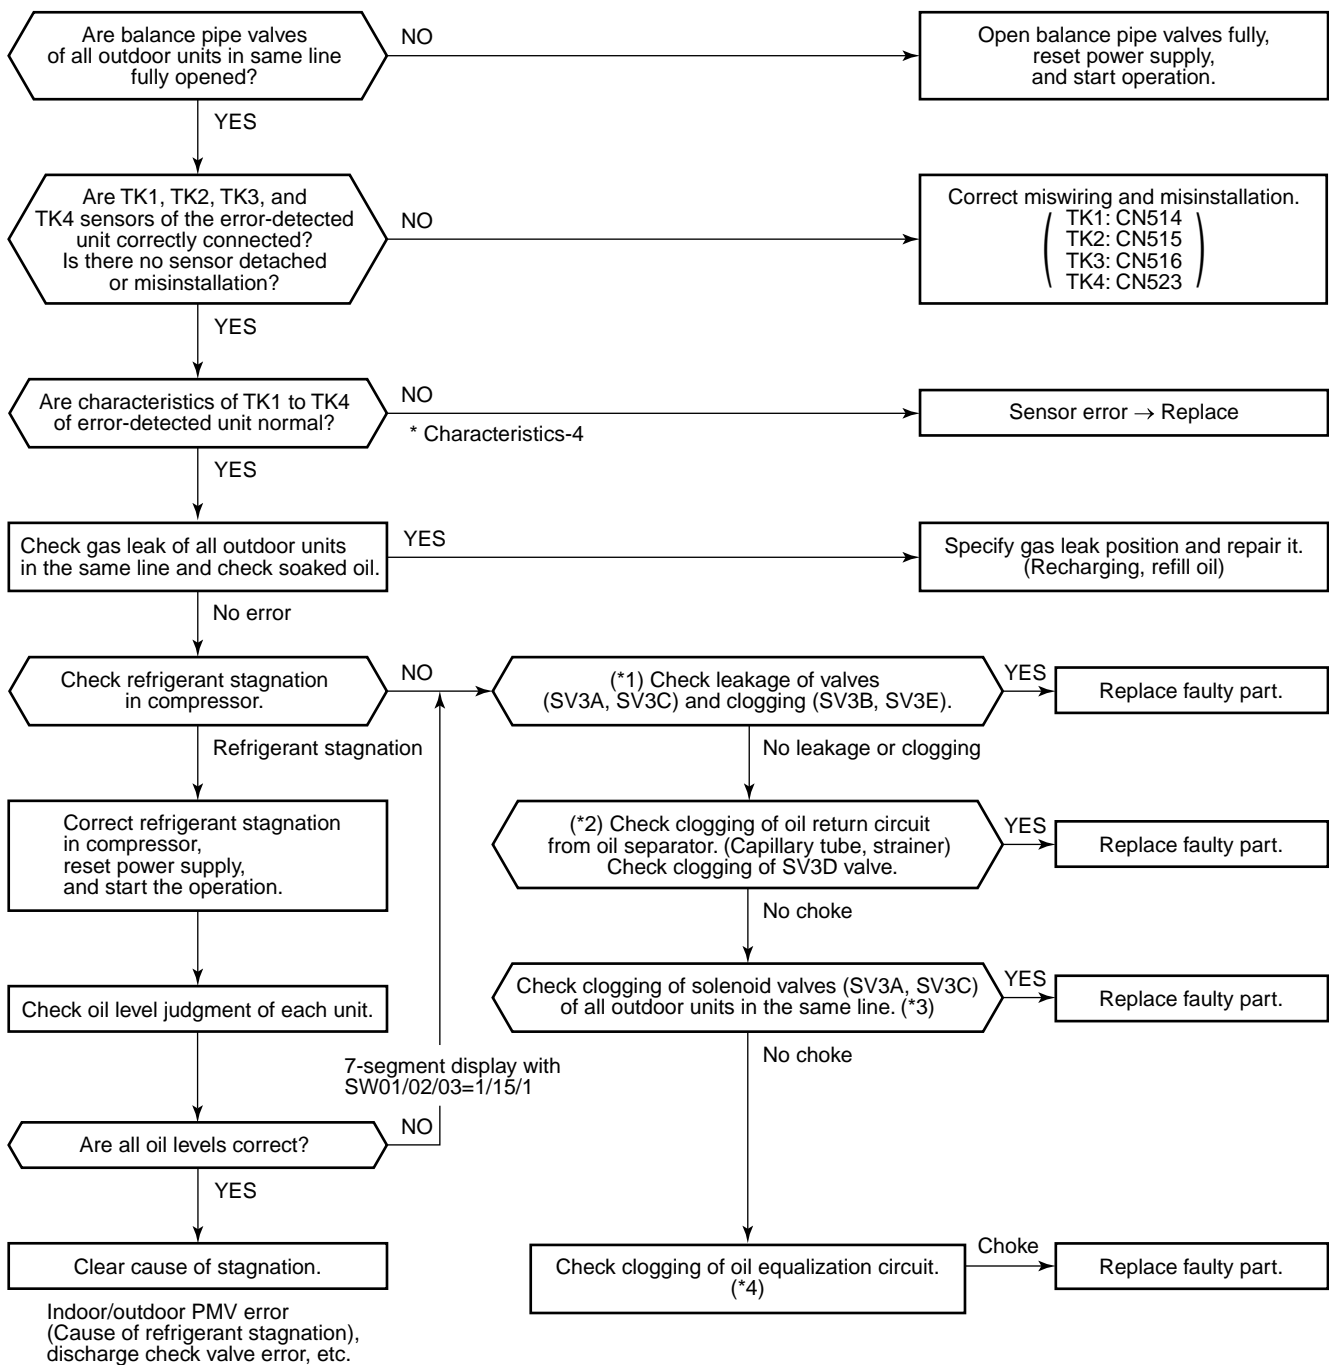 Are balance pipe valves
of all outdoor units in same line
fully opened?
NO
Open balance pipe valves fully,
reset power supply,
and start operation.
YES
Are TK1, TK2, TK3, and
TK4 sensors of the error-detected
unit correctly connected?
Is there no sensor detached
or misinstallation?
NO
Correct miswiring and misinstallation.
TK1: CN514
TK2: CN515
TK3: CN516
TK4: CN523
YES
Are characteristics of TK1 to TK4
of error-detected unit normal?
NO
* Characteristics-4
Sensor error → Replace
YES
Check gas leak of all outdoor units
in the same line and check soaked oil.
YES
Specify gas leak position and repair it.
(Recharging, refill oil)
No error
Check refrigerant stagnation
in compressor.
NO
(*1) Check leakage of valves
(SV3A, SV3C) and clogging (SV3B, SV3E).
YES
Replace faulty part.
Refrigerant stagnation
No leakage or clogging
Correct refrigerant stagnation
in compressor,
reset power supply,
and start the operation.
(*2) Check clogging of oil return circuit
from oil separator. (Capillary tube, strainer)
Check clogging of SV3D valve.
YES
Replace faulty part.
No choke
Check oil level judgment of each unit.
Check clogging of solenoid valves (SV3A, SV3C)
of all outdoor units in the same line. (*3)
YES
Replace faulty part.
No choke
7-segment display with
SW01/02/03=1/15/1
Are all oil levels correct?
NO
YES
Clear cause of stagnation.
Check clogging of oil equalization circuit.
(*4)
Choke
Replace faulty part.
Indoor/outdoor PMV error
(Cause of refrigerant stagnation),
discharge check valve error, etc.